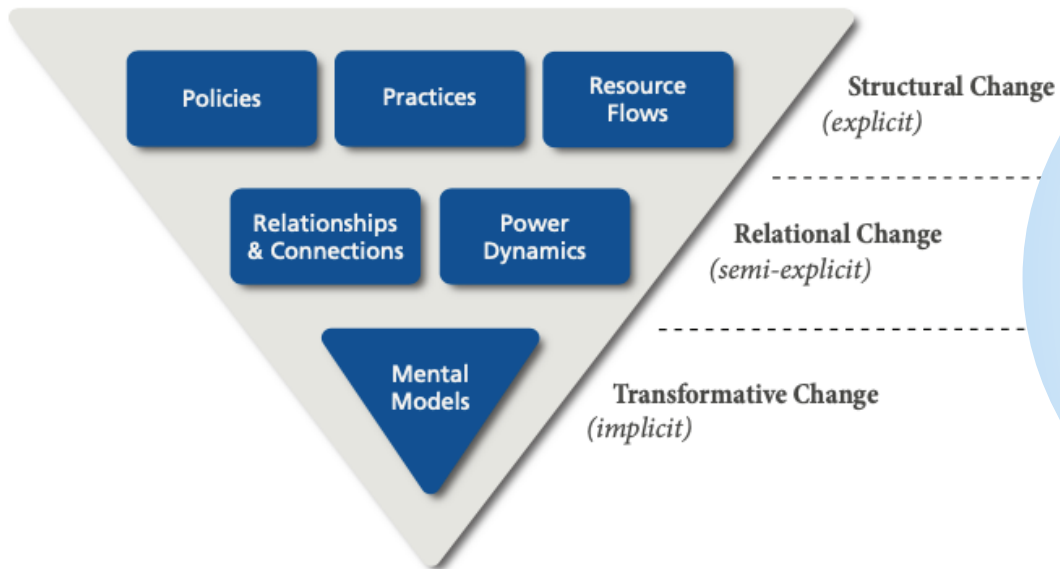 Policies
Practices
Resource
Flows
Structural Change
(explicit)
Relationships
& Connections
Power
Dynamics
Relational Change
(semi-explicit)
Mental
Models
Transformative Change
(implicit)